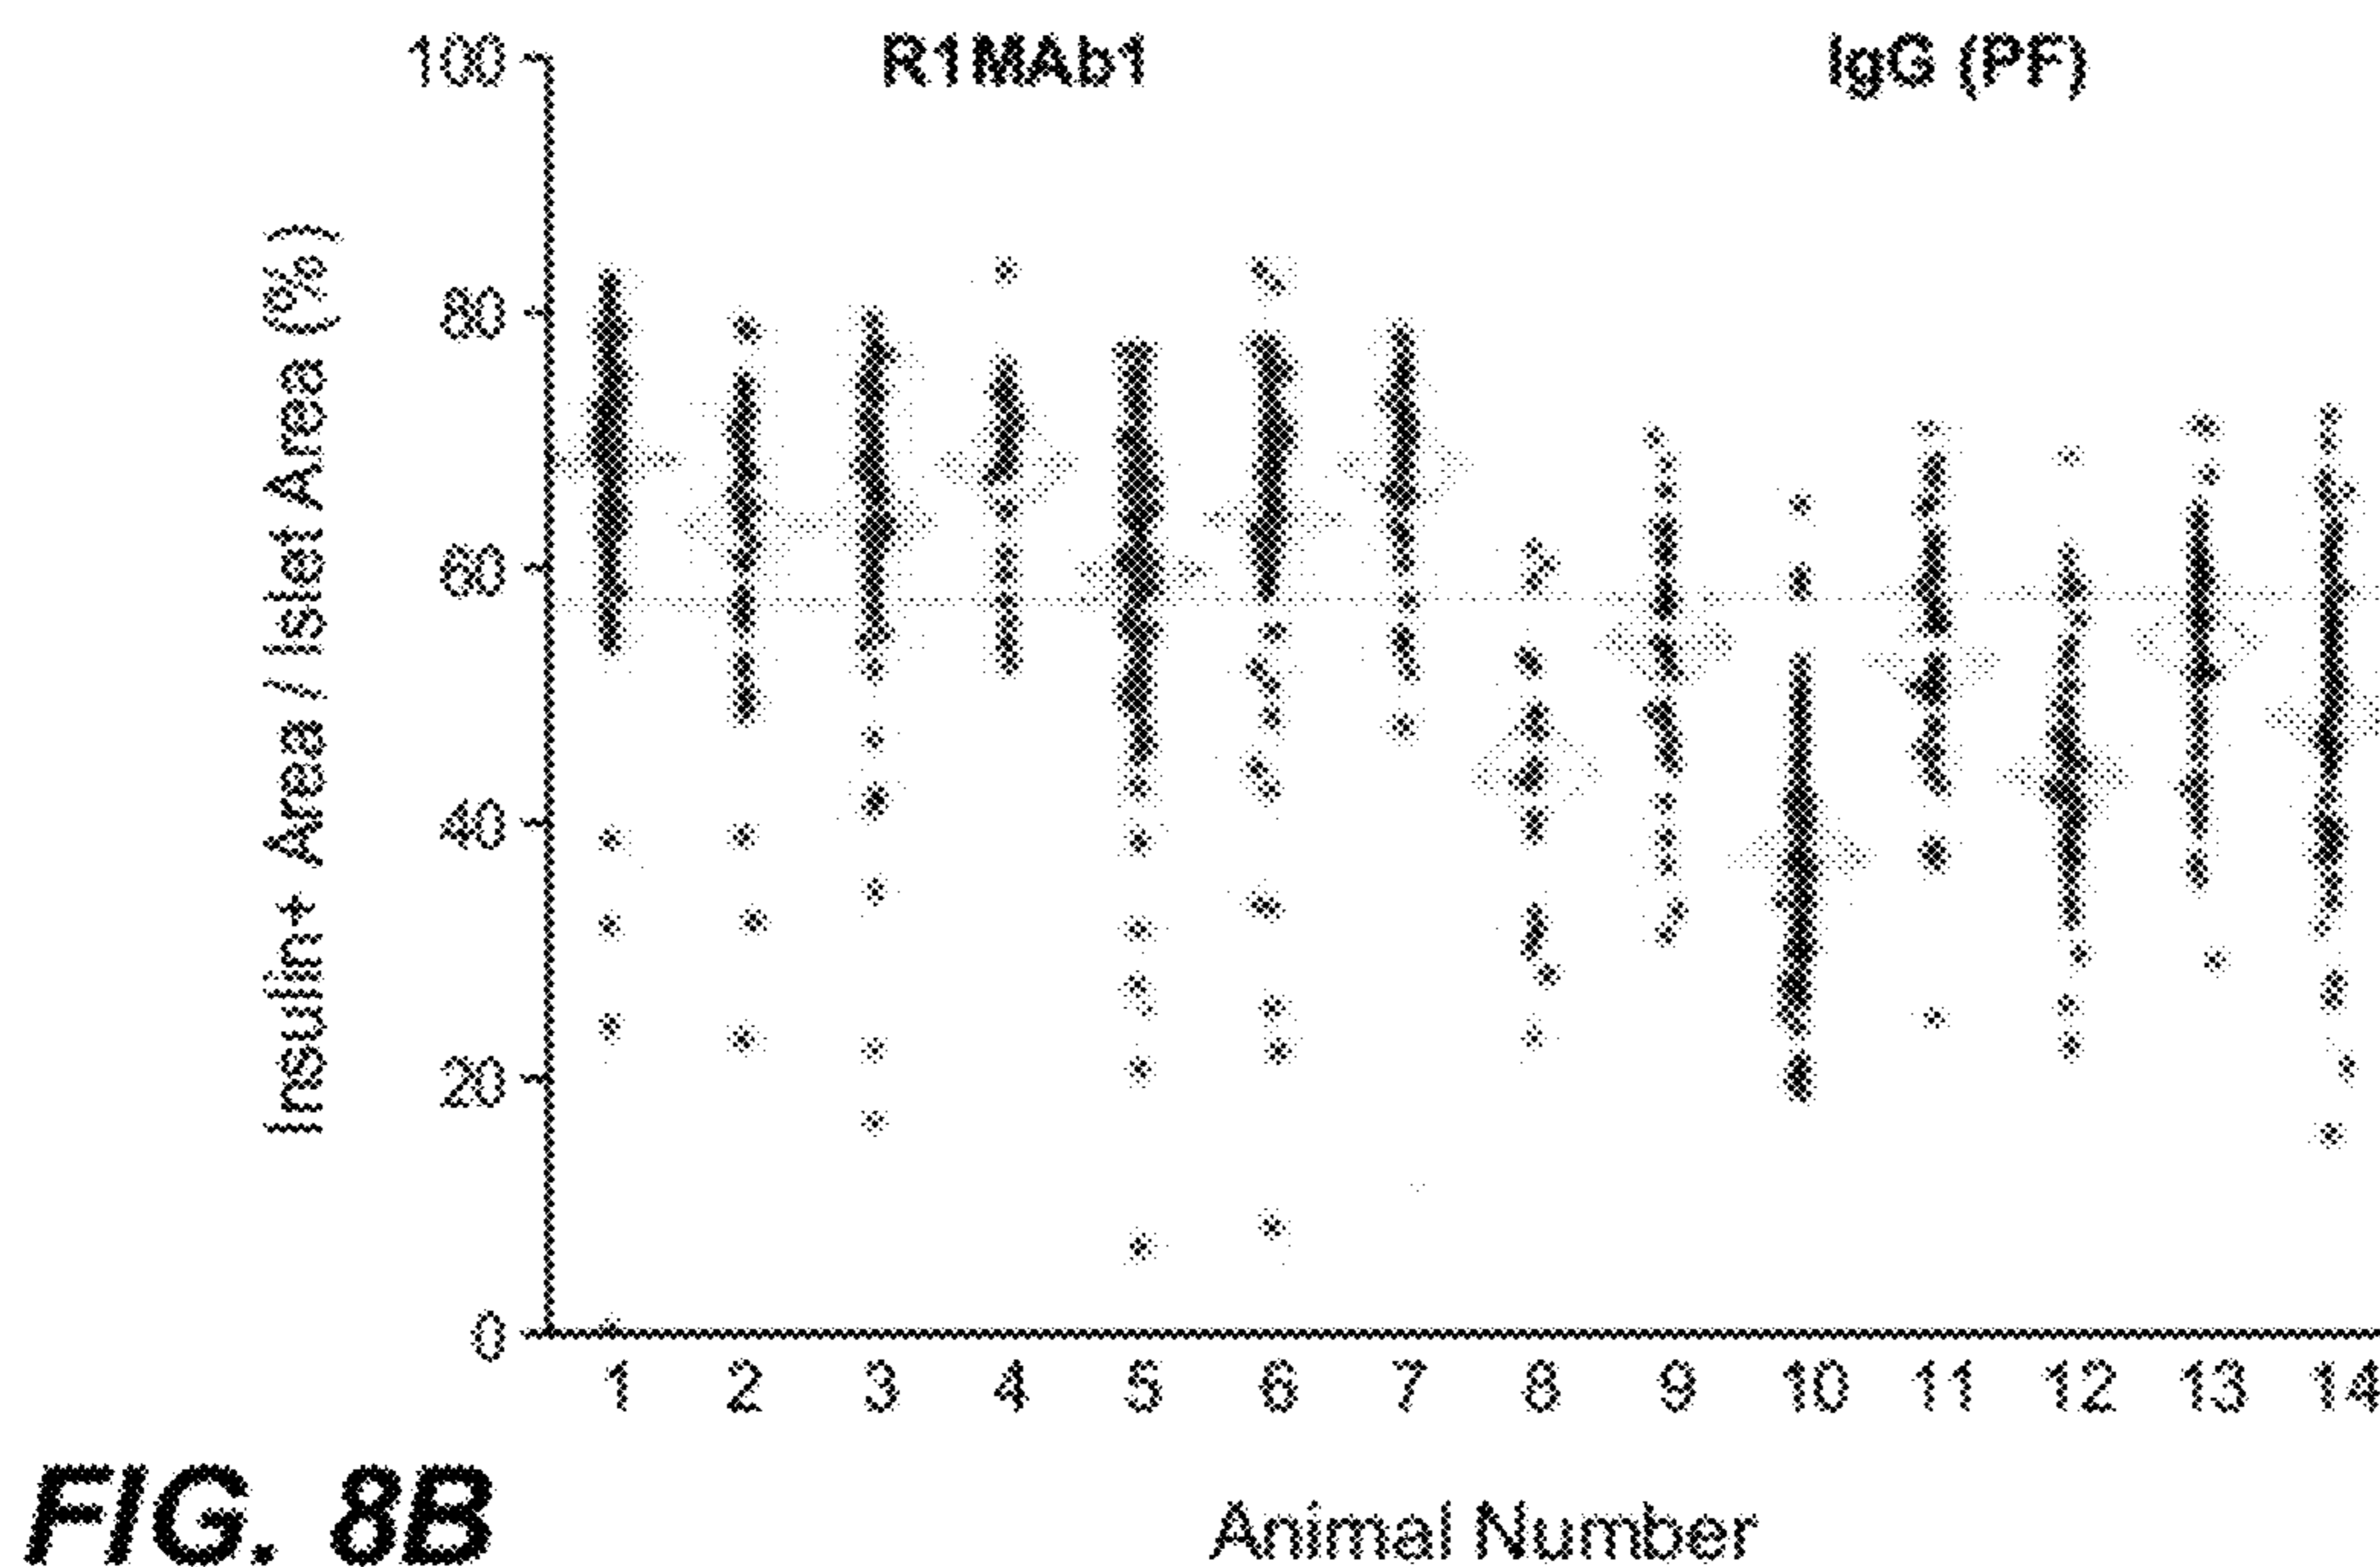 R1MAb1 IgG (PF)
Insulin+ Area / Islet Area (%)
100
80
60
40
20
0
1 2 3 4 5 6 7 8 9 10 11 12 13 14
Animal Number
FIG. 8B